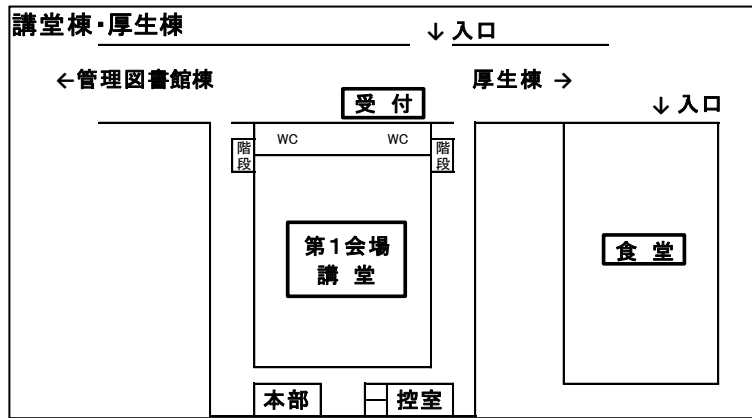 講堂棟・厚生棟
↓入口
←管理図書館棟
厚生棟→
受付
↓入口
WC
WC
階段
階段
第1会場
講堂
食堂
本部
控室